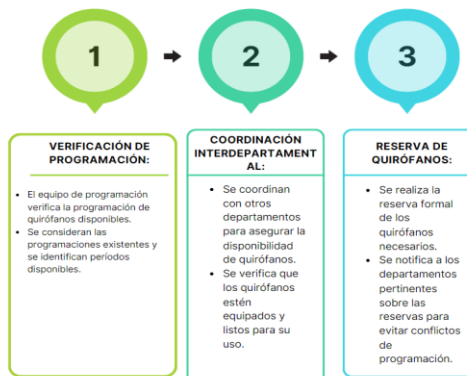 1
2
3
VERIFICACIÓN DE
PROGRAMACIÓN:
• El equipo de programación
verifica la programación de
quirófanos disponibles.
• Se consideran las
programaciones existentes y
se identifican períodos
disponibles.
COORDINACIÓN
INTERDEPARTAMENT
AL:
• Se coordinan
con otros
departamentos
para asegurar la
disponibilidad
de quirófanos.
• Se verifica que
los quirófanos
estén
equipados y
listos para su
uso.
RESERVA DE
QUIRÓFANOS:
• Se realiza la
reserva formal
de los
quirófanos
necesarios.
• Se notifica a los
departamentos
pertinentes
sobre las
reservas para
evitar conflictos
de
programación.